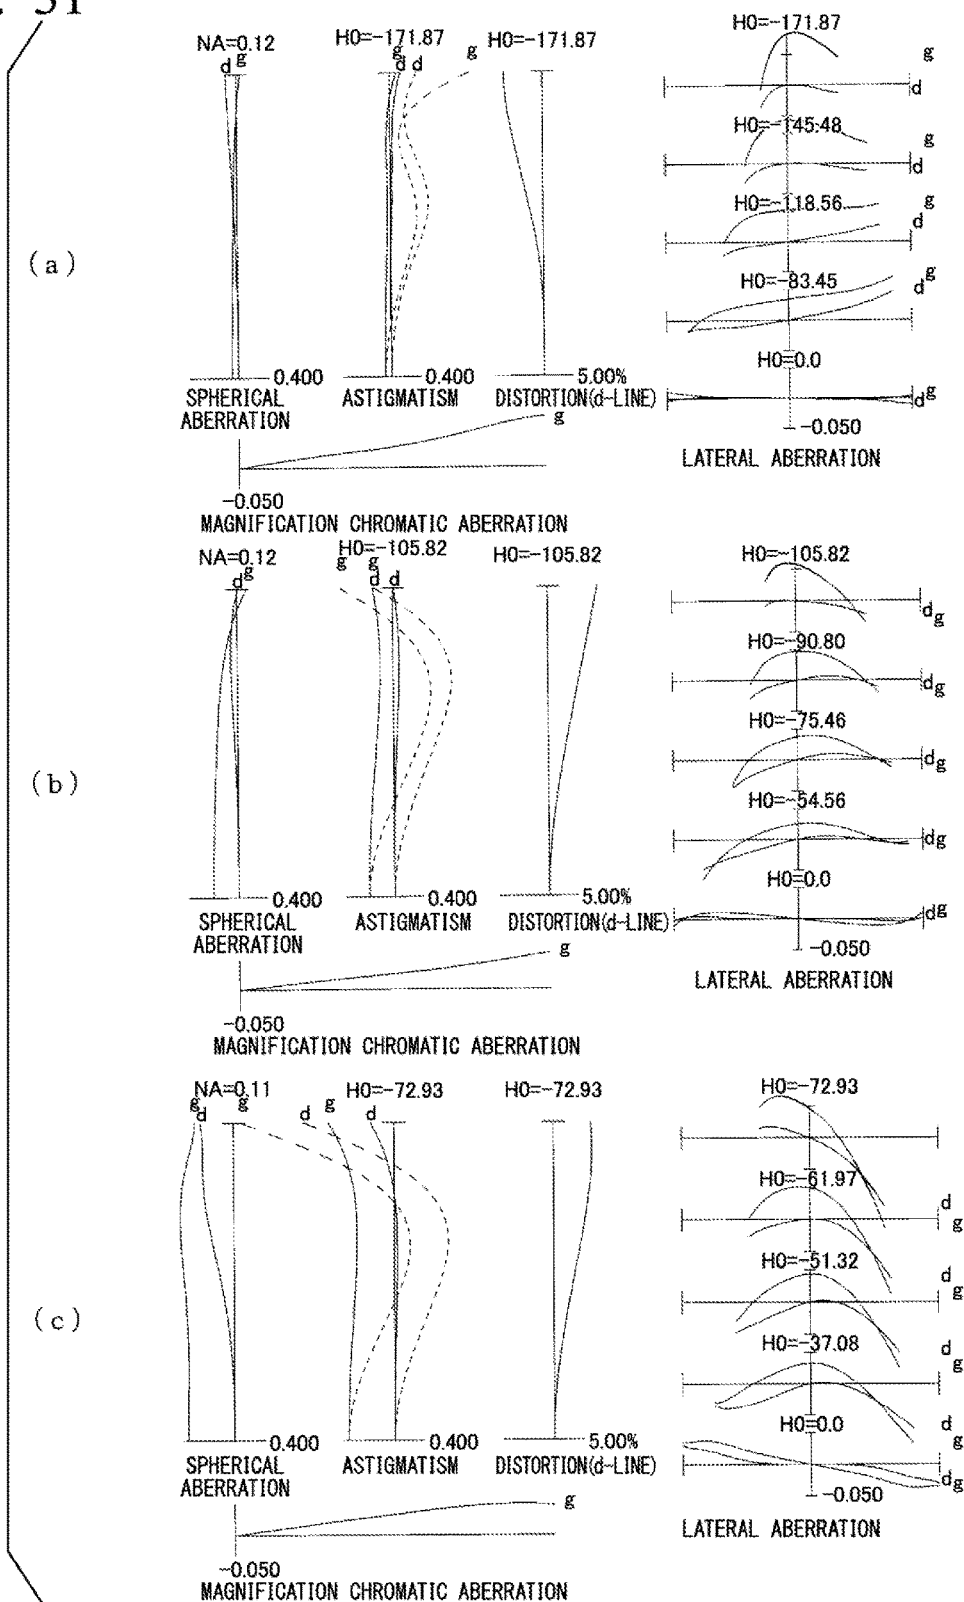 . 31
(a)
NA=0.12
d g
H0=-171.87
g
d d g
H0=-171.87
0.400
SPHERICAL
ABERRATION
0.400
ASTIGMATISM
5.00%
DISTORTION(d-LINE)
g
-0.050
MAGNIFICATION CHROMATIC ABERRATION
H0=-171.87
g
d
H0=-145.48
g
d
H0=-118.56
g
d
H0=-83.45
g
d
H0=0.0
d g
-0.050
LATERAL ABERRATION
(b)
NA=0.12
d g
H0=-105.82
g g
d d
H0=-105.82
0.400
SPHERICAL
ABERRATION
0.400
ASTIGMATISM
5.00%
DISTORTION(d-LINE)
g
-0.050
MAGNIFICATION CHROMATIC ABERRATION
H0=-105.82
d g
H0=-90.80
d g
H0=-75.46
d g
H0=-54.56
d g
H0=0.0
d g
-0.050
LATERAL ABERRATION
(c)
NA=0.11
g d
H0=-72.93
g d g d
H0=-72.93
0.400
SPHERICAL
ABERRATION
0.400
ASTIGMATISM
5.00%
DISTORTION(d-LINE)
g
-0.050
MAGNIFICATION CHROMATIC ABERRATION
H0=-72.93
H0=-61.97
d
g
H0=-51.32
d
g
H0=-37.08
d
g
H0=0.0
d
g
d g
-0.050
LATERAL ABERRATION